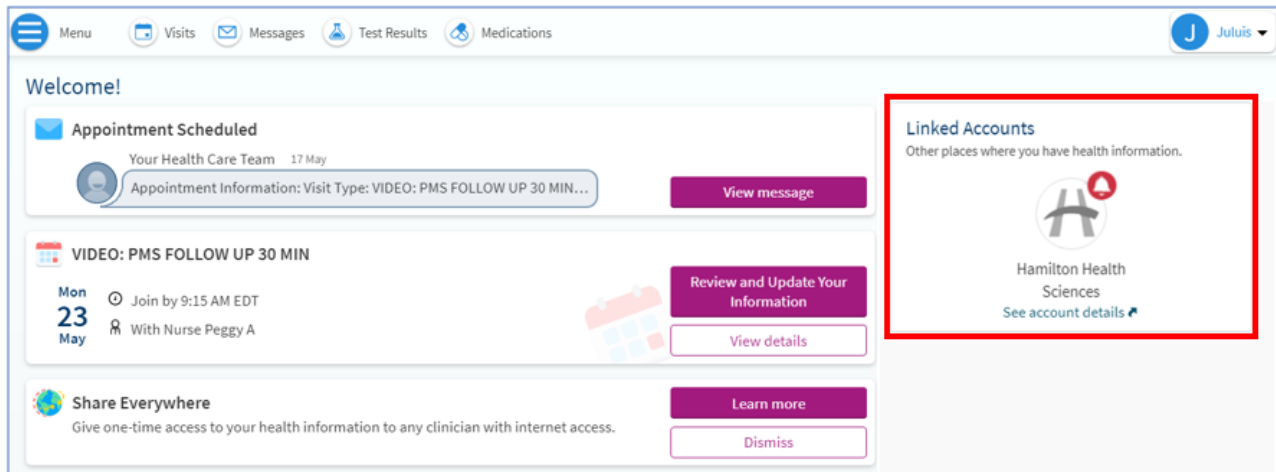 Menu
Visits
Messages
Test Results
Medications
J
Juluis
Welcome!
Appointment Scheduled
Your Health Care Team 17 May
Appointment Information: Visit Type: VIDEO: PMS FOLLOW UP 30 MIN...
View message
VIDEO: PMS FOLLOW UP 30 MIN
Mon
23
May
Join by 9:15 AM EDT
With Nurse Peggy A
Review and Update Your
Information
View details
Share Everywhere
Give one-time access to your health information to any clinician with internet access.
Learn more
Dismiss
Linked Accounts
Other places where you have health information.
Hamilton Health
Sciences
See account details